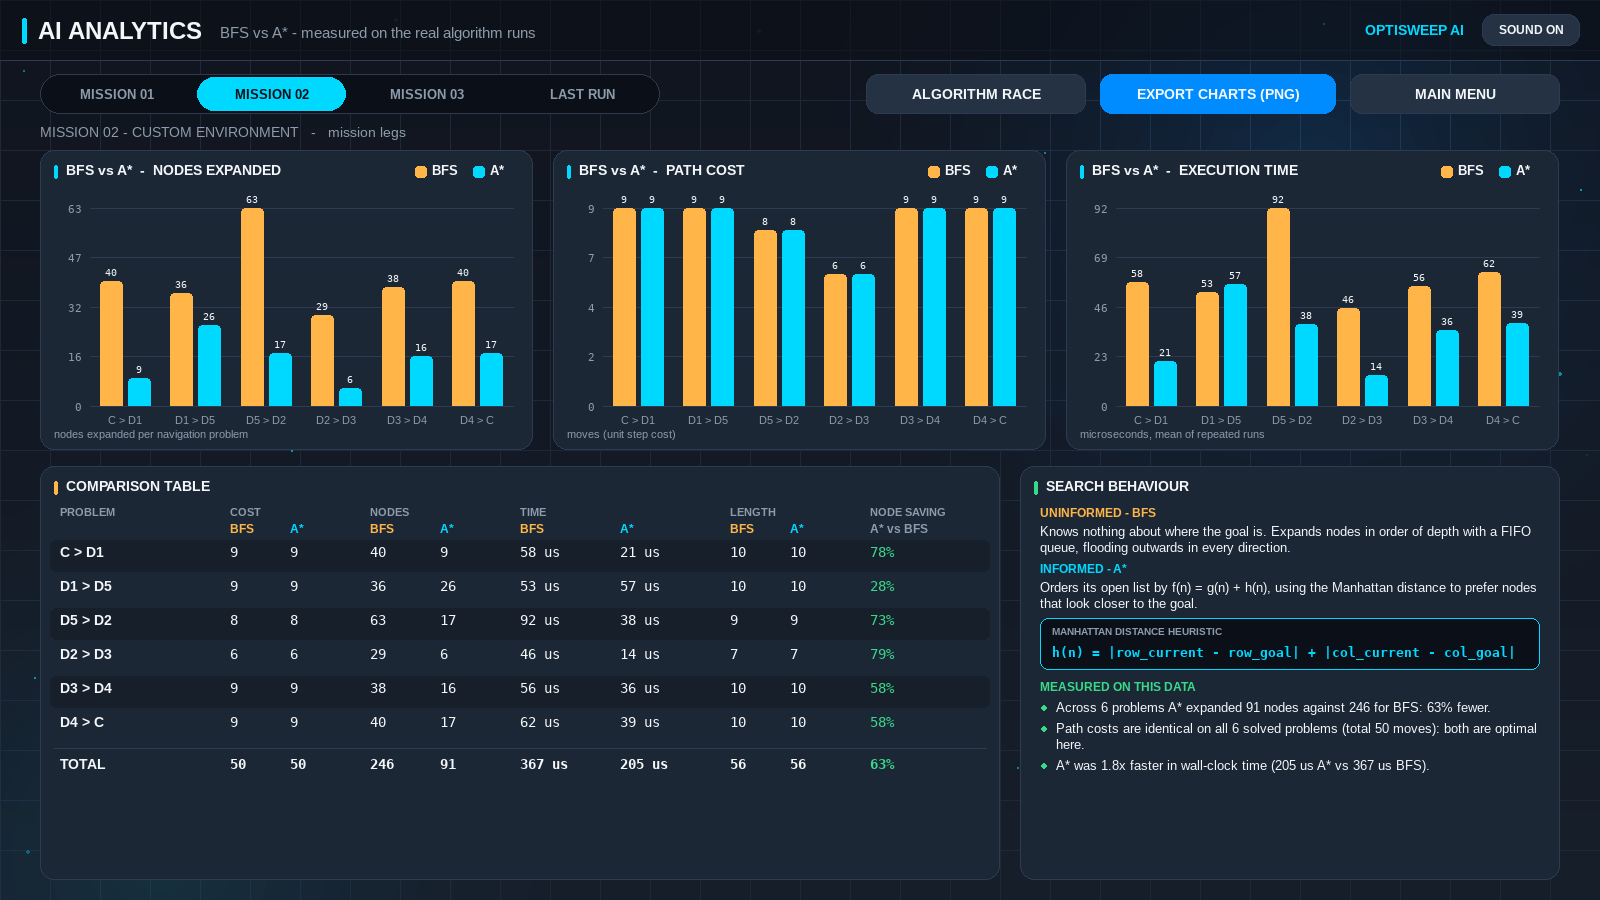 AI ANALYTICS BFS vs A* - measured on the real algorithm runs OPTISWEEP AI SOUND ON
MISSION 01 MISSION 02 MISSION 03 LAST RUN ALGORITHM RACE EXPORT CHARTS (PNG) MAIN MENU
MISSION 02 - CUSTOM ENVIRONMENT - mission legs
BFS vs A* - NODES EXPANDED BFS A*
63
47
32
16
0
40 9 36 26 63 17 29 6 38 16 40 17
C > D1 D1 > D5 D5 > D2 D2 > D3 D3 > D4 D4 > C
nodes expanded per navigation problem
BFS vs A* - PATH COST BFS A*
9
7
4
2
0
9 9 9 9 8 8 6 6 9 9 9 9
C > D1 D1 > D5 D5 > D2 D2 > D3 D3 > D4 D4 > C
moves (unit step cost)
BFS vs A* - EXECUTION TIME BFS A*
92
69
46
23
0
58 21 53 57 92 38 46 14 56 36 62 39
C > D1 D1 > D5 D5 > D2 D2 > D3 D3 > D4 D4 > C
microseconds, mean of repeated runs
COMPARISON TABLE
PROBLEM COST NODES TIME LENGTH NODE SAVING
BFS A* BFS A* BFS A* BFS A* A* vs BFS
C > D1 9 9 40 9 58 us 21 us 10 10 78%
D1 > D5 9 9 36 26 53 us 57 us 10 10 28%
D5 > D2 8 8 63 17 92 us 38 us 9 9 73%
D2 > D3 6 6 29 6 46 us 14 us 7 7 79%
D3 > D4 9 9 38 16 56 us 36 us 10 10 58%
D4 > C 9 9 40 17 62 us 39 us 10 10 58%
TOTAL 50 50 246 91 367 us 205 us 56 56 63%
SEARCH BEHAVIOUR
UNINFORMED - BFS
Knows nothing about where the goal is. Expands nodes in order of depth with a FIFO
queue, flooding outwards in every direction.
INFORMED - A*
Orders its open list by f(n) = g(n) + h(n), using the Manhattan distance to prefer nodes
that look closer to the goal.
MANHATTAN DISTANCE HEURISTIC
h(n) = |row_current - row_goal| + |col_current - col_goal|
MEASURED ON THIS DATA
Across 6 problems A* expanded 91 nodes against 246 for BFS: 63% fewer.
Path costs are identical on all 6 solved problems (total 50 moves): both are optimal
here.
A* was 1.8x faster in wall-clock time (205 us A* vs 367 us BFS).